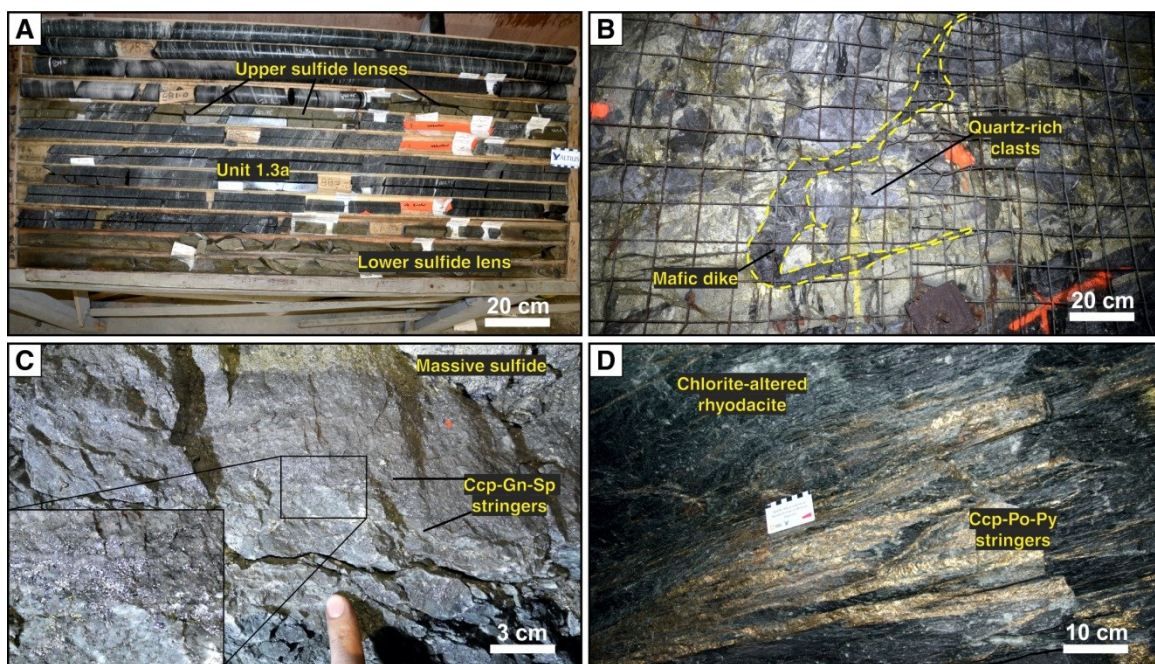 A
Upper sulfide lenses
Unit 1.3a
ALTIUS
Lower sulfide lens
20 cm
B
Quartz-rich
clasts
Mafic dike
20 cm
C
Massive sulfide
Ccp-Gn-Sp
stringers
3 cm
D
Chlorite-altered
rhyodacite
Ccp-Po-Py
stringers
10 cm